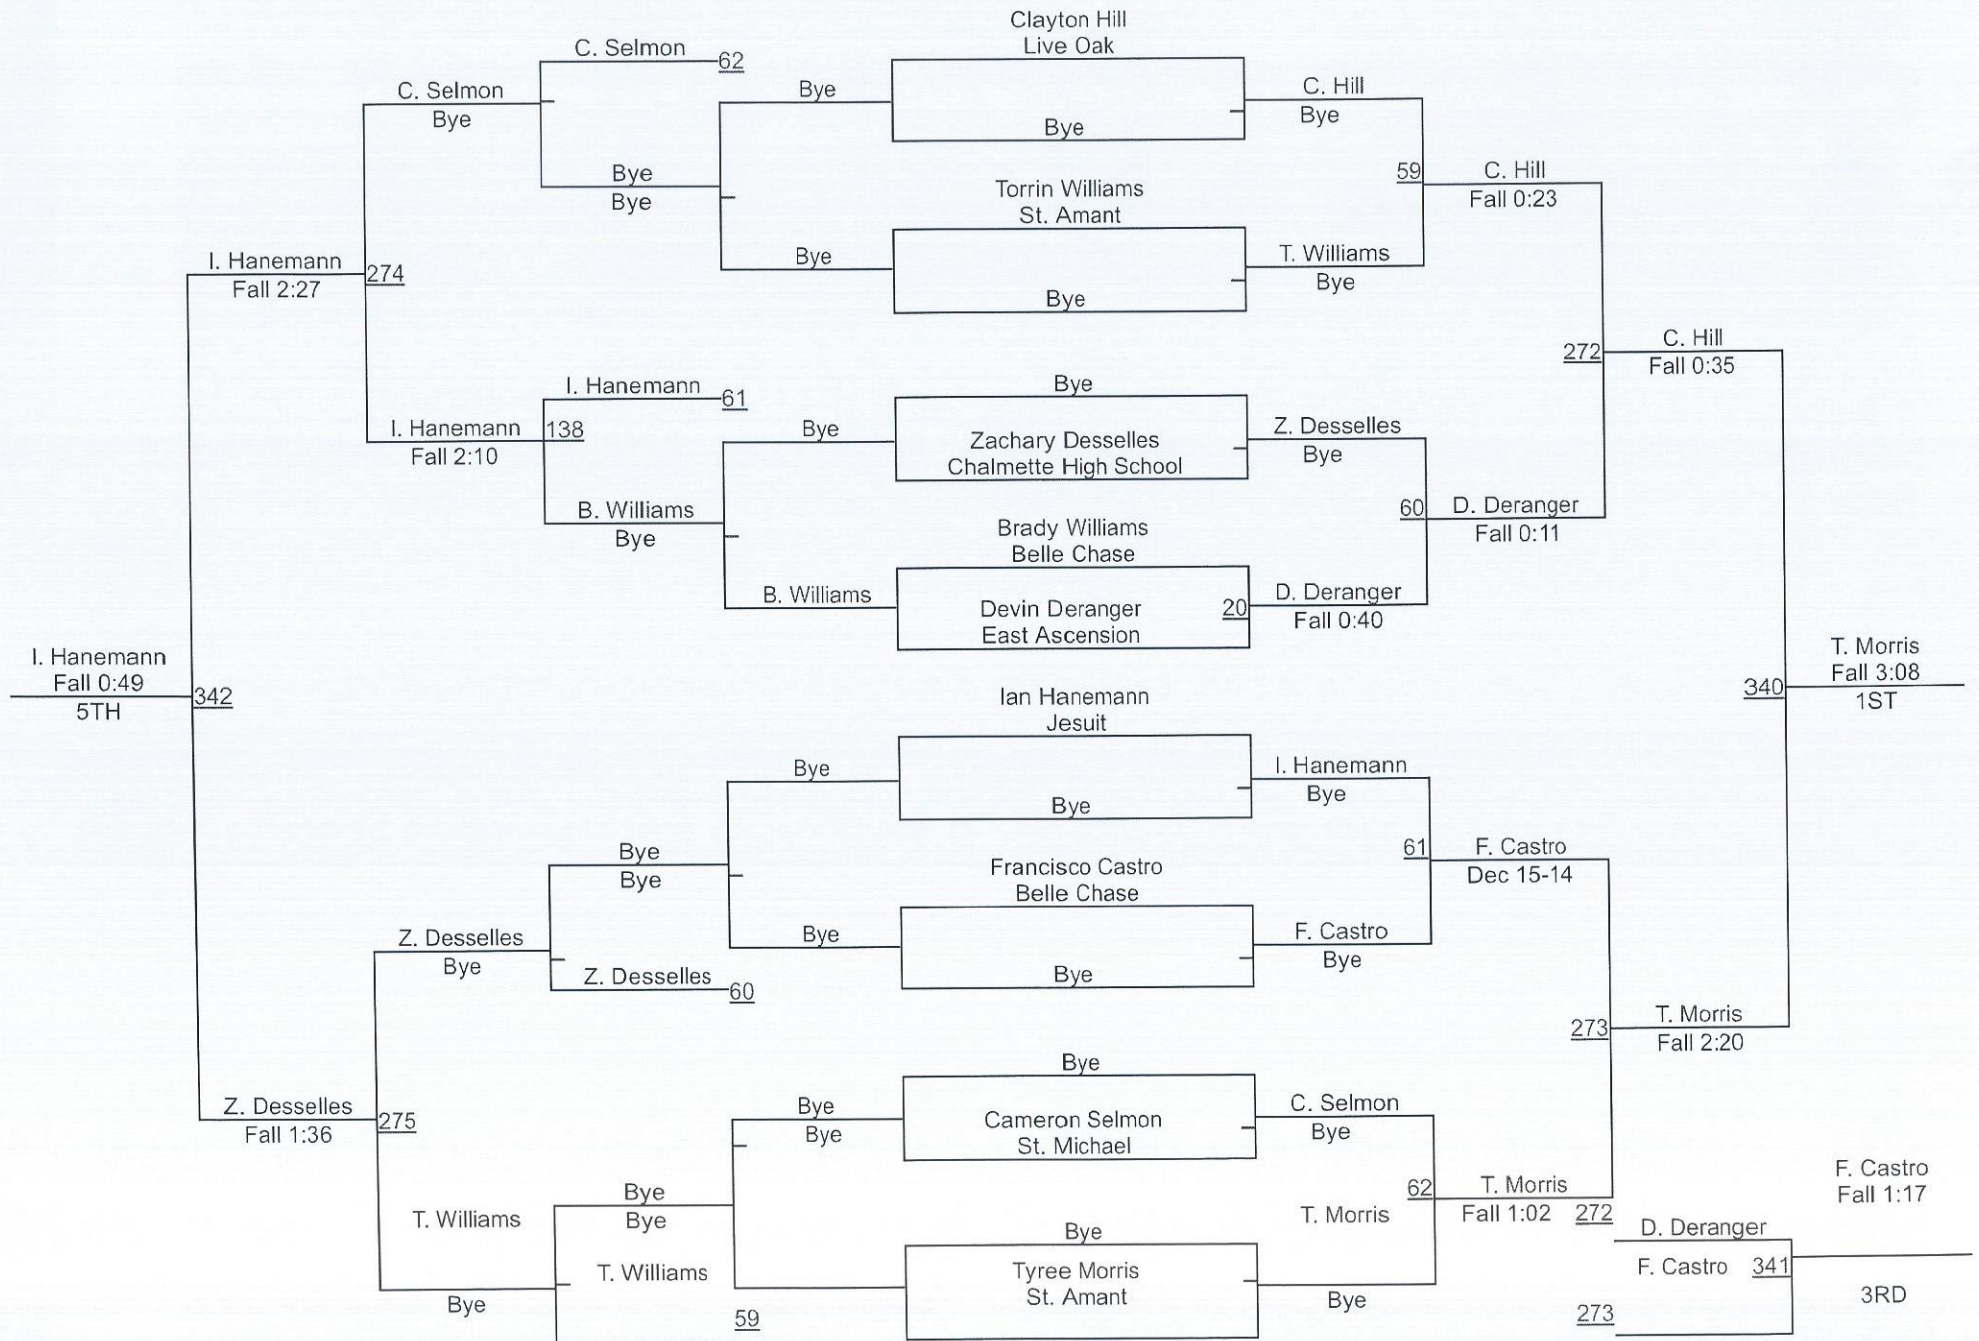 Clayton Hill
Live Oak
C. Selmon
62
C. Selmon
Bye
Bye
C. Hill
Bye
Bye
Bye
Bye
59
C. Hill
Fall 0:23
Torrin Williams
St. Amant
Bye
T. Williams
Bye
Bye
I. Hanemann
Fall 2:27
274
272
C. Hill
Fall 0:35
I. Hanemann
61
Bye
I. Hanemann
Fall 2:10
138
Bye
Zachary Desselles
Chalmette High School
Z. Desselles
Bye
B. Williams
Bye
60
D. Deranger
Fall 0:11
Brady Williams
Belle Chase
B. Williams
Devin Deranger
East Ascension
20
D. Deranger
Fall 0:40
I. Hanemann
Fall 0:49
5TH
342
340
T. Morris
Fall 3:08
1ST
Ian Hanemann
Jesuit
Bye
Bye
I. Hanemann
Bye
Bye
Bye
61
F. Castro
Dec 15-14
Francisco Castro
Belle Chase
Z. Desselles
Bye
Bye
Bye
F. Castro
Bye
Z. Desselles
60
273
T. Morris
Fall 2:20
Bye
Z. Desselles
Fall 1:36
275
Bye
Bye
Cameron Selmon
St. Michael
C. Selmon
Bye
T. Williams
Bye
Bye
Bye
T. Morris
62
T. Morris
Fall 1:02
272
D. Deranger
F. Castro
Fall 1:17
Bye
T. Williams
59
Tyree Morris
St. Amant
Bye
F. Castro
341
273
3RD